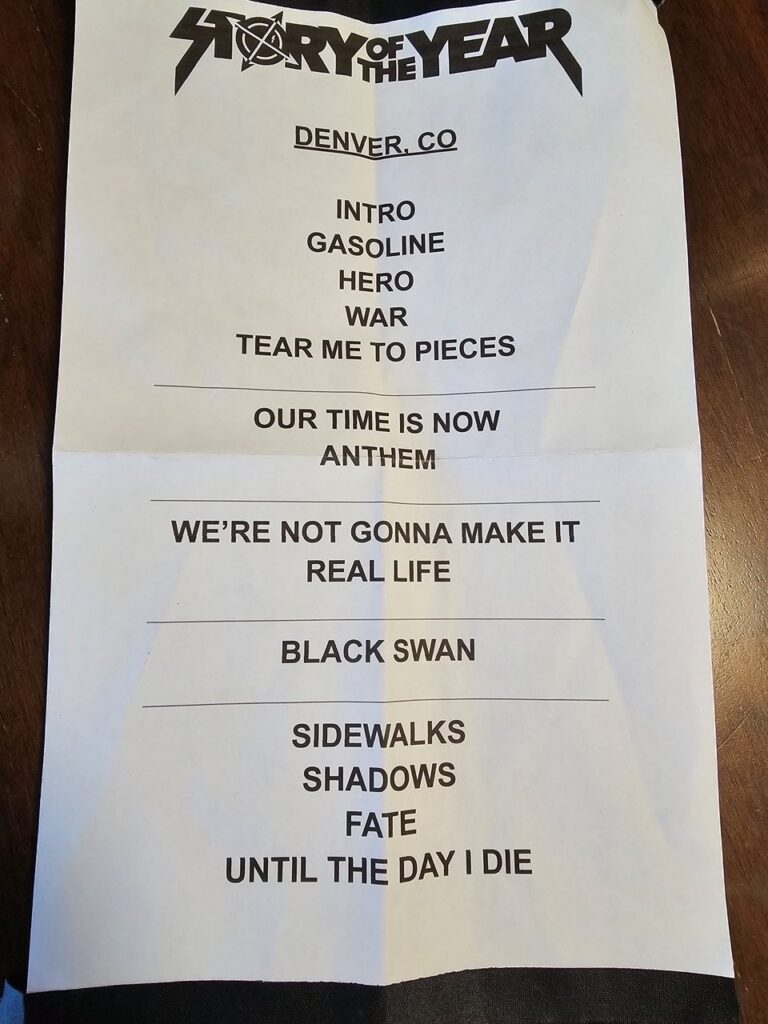 STORY OF THE YEAR
DENVER, CO
INTRO
GASOLINE
HERO
WAR
TEAR ME TO PIECES
OUR TIME IS NOW
ANTHEM
WE'RE NOT GONNA MAKE IT
REAL LIFE
BLACK SWAN
SIDEWALKS
SHADOWS
FATE
UNTIL THE DAY I DIE